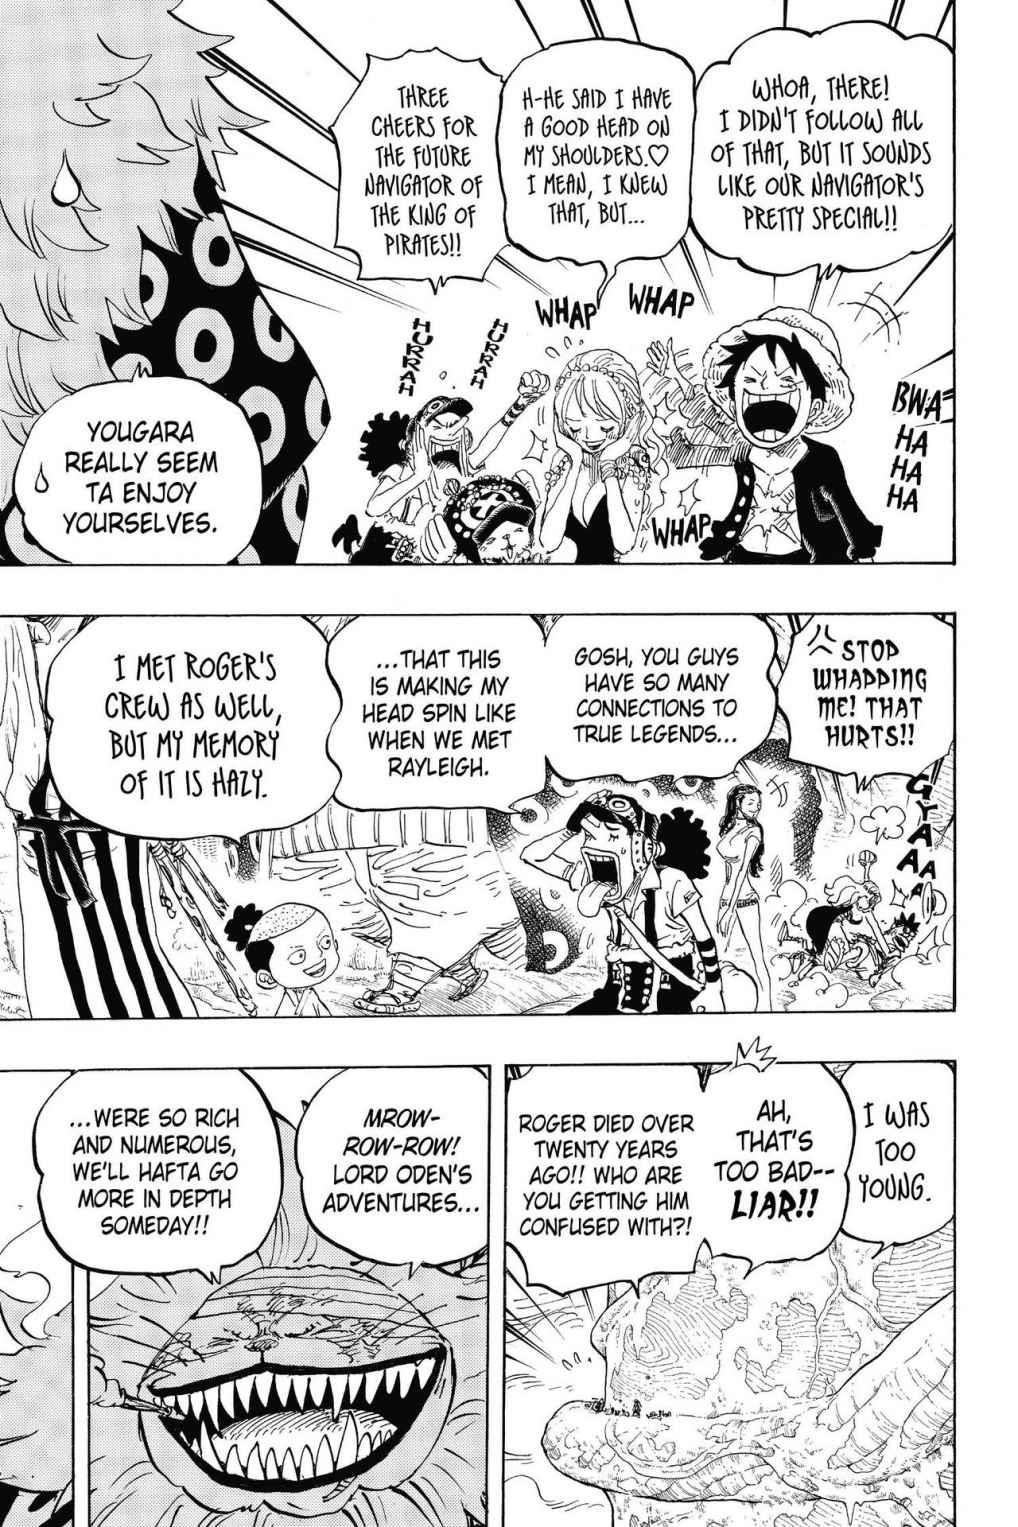 WHOA, THERE!
I DIDN'T FOLLOW ALL
OF THAT, BUT IT SOUNDS
LIKE OUR NAVIGATOR'S
PRETTY SPECIAL!!
H-HE SAID I HAVE
A GOOD HEAD ON
MY SHOULDERS.♡
I MEAN, I KNEW
THAT, BUT...
THREE
CHEERS FOR
THE FUTURE
NAVIGATOR OF
THE KING OF
PIRATES!!
WHAP
WHAP
WHAP
HURRAH
HURRAH
BWA
HA
HA
HA
YOUGARA
REALLY SEEM
TA ENJOY
YOURSELVES.
STOP
WHAPPING
ME! THAT
HURTS!!
GYAAAA
GOSH, YOU GUYS
HAVE SO MANY
CONNECTIONS TO
TRUE LEGENDS...
...THAT THIS
IS MAKING MY
HEAD SPIN LIKE
WHEN WE MET
RAYLEIGH.
I MET ROGER'S
CREW AS WELL,
BUT MY MEMORY
OF IT IS HAZY.
I WAS
TOO
YOUNG.
AH,
THAT'S
TOO BAD--
LIAR!!
ROGER DIED OVER
TWENTY YEARS
AGO!! WHO ARE
YOU GETTING HIM
CONFUSED WITH?!
MROW-
ROW-ROW!
LORD ODEN'S
ADVENTURES...
...WERE SO RICH
AND NUMEROUS,
WE'LL HAFTA GO
MORE IN DEPTH
SOMEDAY!!